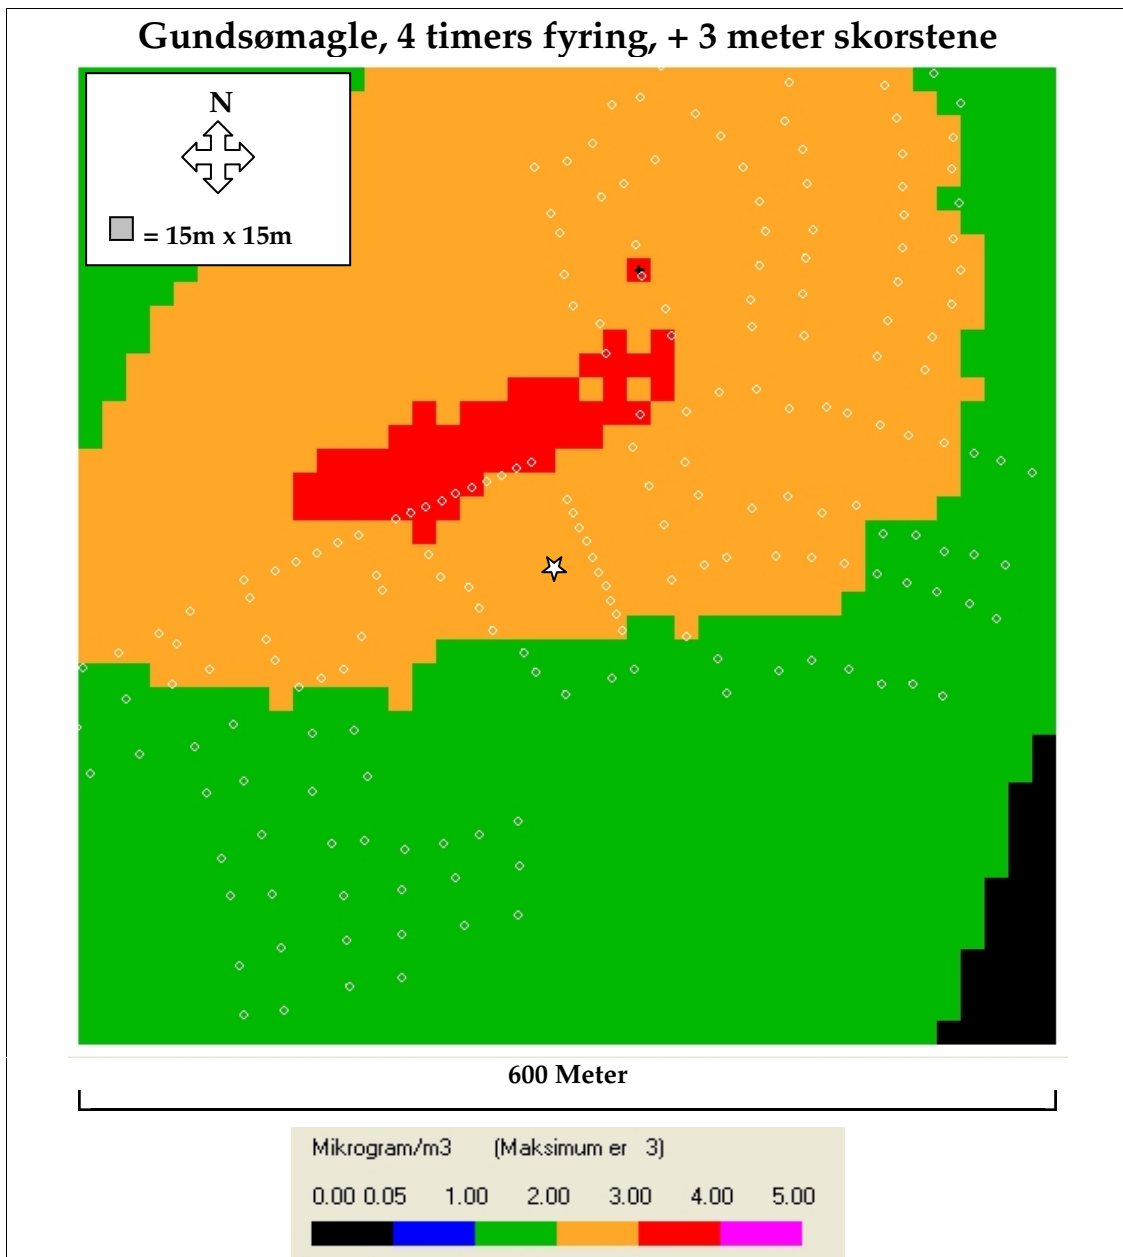 Gundsømagle, 4 timers fyring, + 3 meter skorstene
N
= 15m x 15m
600 Meter
Mikrogram/m3 (Maksimum er 3)
0.00 0.05 1.00 2.00 3.00 4.00 5.00